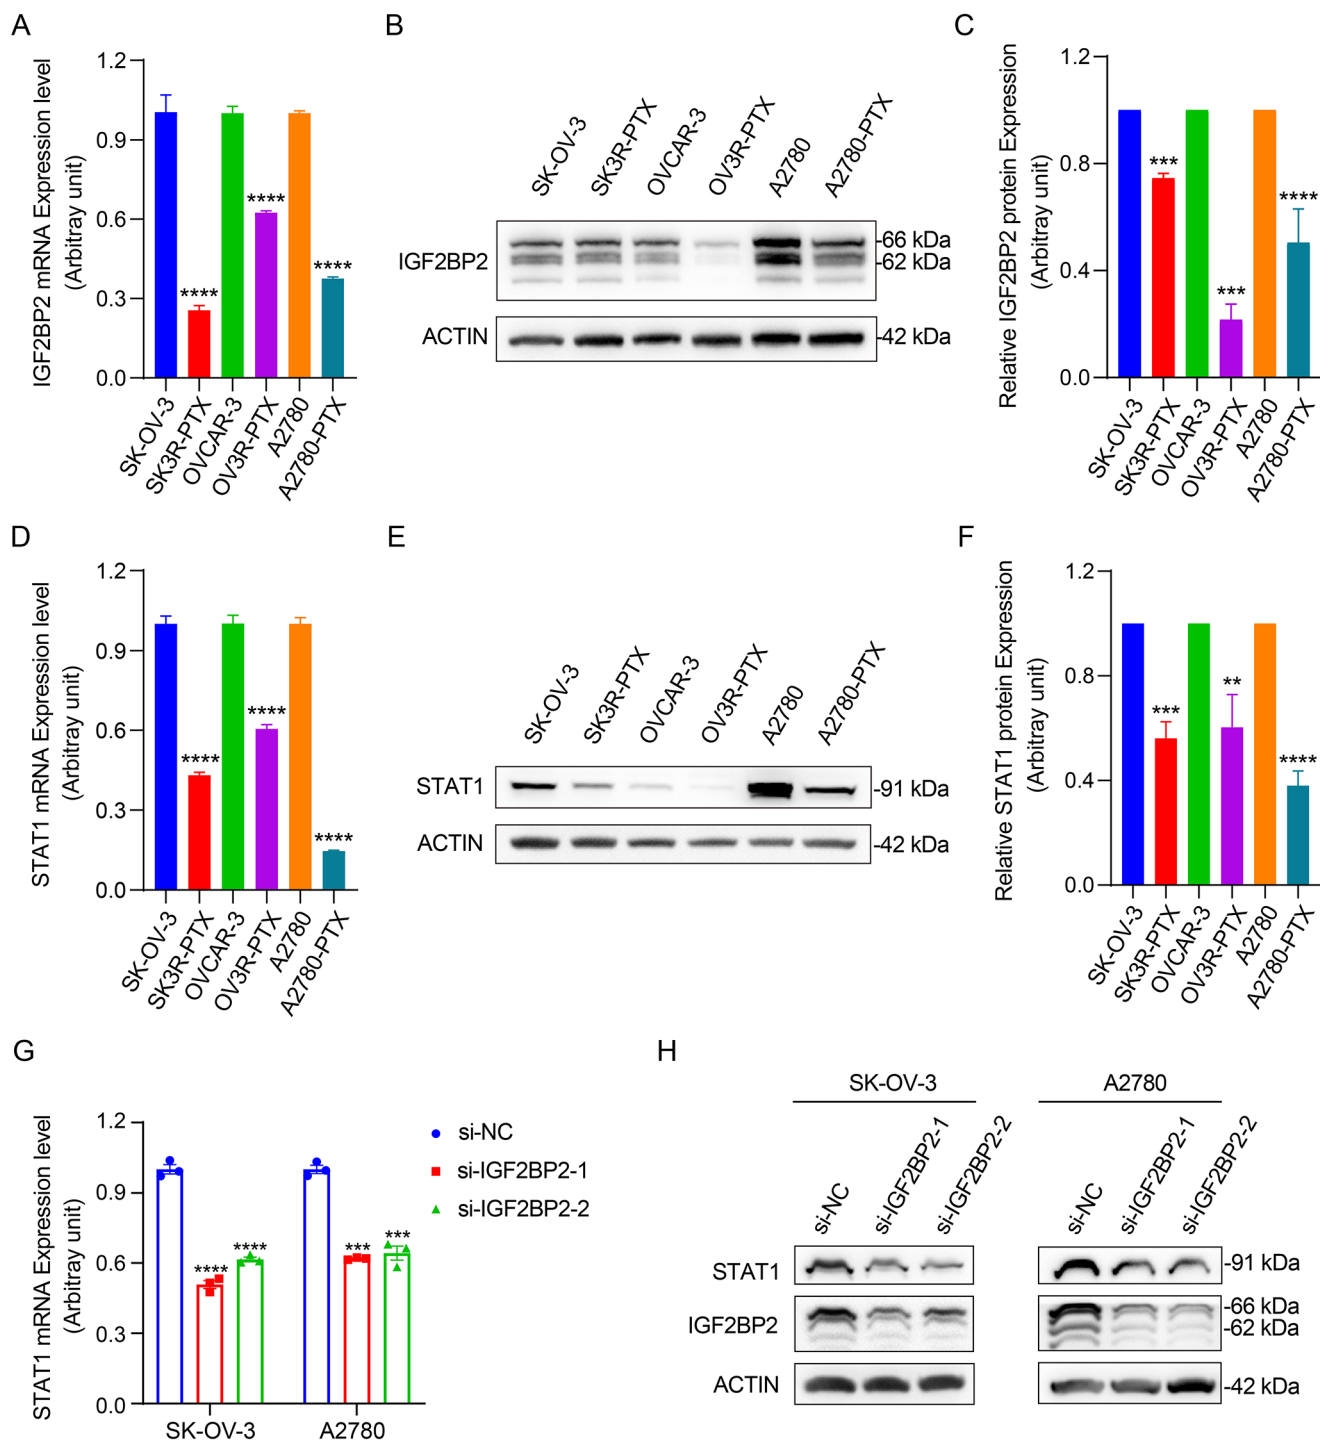 A
IGF2BP2 mRNA Expression level
(Arbitray unit)
1.2
0.9
0.6
0.3
0.0
****
****
****
SK-OV-3
SK3R-PTX
OVCAR-3
OV3R-PTX
A2780
A2780-PTX
B
SK-OV-3
SK3R-PTX
OVCAR-3
OV3R-PTX
A2780
A2780-PTX
IGF2BP2
-66 kDa
-62 kDa
ACTIN
-42 kDa
C
Relative IGF2BP2 protein Expression
(Arbitray unit)
1.2
0.8
0.4
0.0
***
***
****
SK-OV-3
SK3R-PTX
OVCAR-3
OV3R-PTX
A2780
A2780-PTX
D
STAT1 mRNA Expression level
(Arbitray unit)
1.2
0.9
0.6
0.3
0.0
****
****
****
SK-OV-3
SK3R-PTX
OVCAR-3
OV3R-PTX
A2780
A2780-PTX
E
SK-OV-3
SK3R-PTX
OVCAR-3
OV3R-PTX
A2780
A2780-PTX
STAT1
-91 kDa
ACTIN
-42 kDa
F
Relative STAT1 protein Expression
(Arbitray unit)
1.2
0.8
0.4
0.0
***
**
****
SK-OV-3
SK3R-PTX
OVCAR-3
OV3R-PTX
A2780
A2780-PTX
G
STAT1 mRNA Expression level
(Arbitray unit)
1.2
0.9
0.6
0.3
0.0
****
****
***
***
SK-OV-3
A2780
si-NC
si-IGF2BP2-1
si-IGF2BP2-2
H
SK-OV-3
A2780
si-NC
si-IGF2BP2-1
si-IGF2BP2-2
si-NC
si-IGF2BP2-1
si-IGF2BP2-2
STAT1
-91 kDa
IGF2BP2
-66 kDa
-62 kDa
ACTIN
-42 kDa